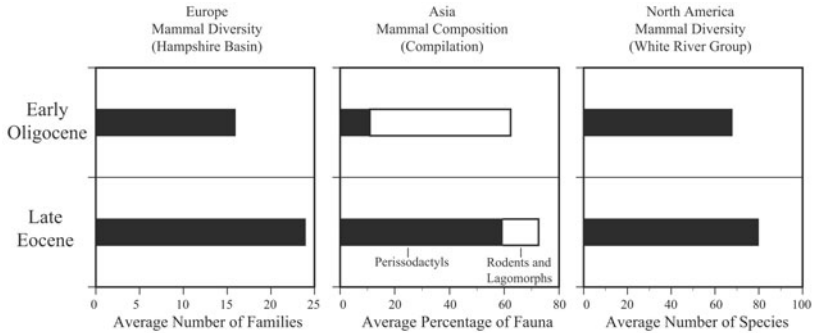 Europe
Mammal Diversity
(Hampshire Basin)
Asia
Mammal Composition
(Compilation)
North America
Mammal Diversity
(White River Group)
Early
Oligocene
Late
Eocene
Perissodactyls
Rodents and
Lagomorphs
0 5 10 15 20 25
0 20 40 60 80
0 20 40 60 80 100
Average Number of Families
Average Percentage of Fauna
Average Number of Species